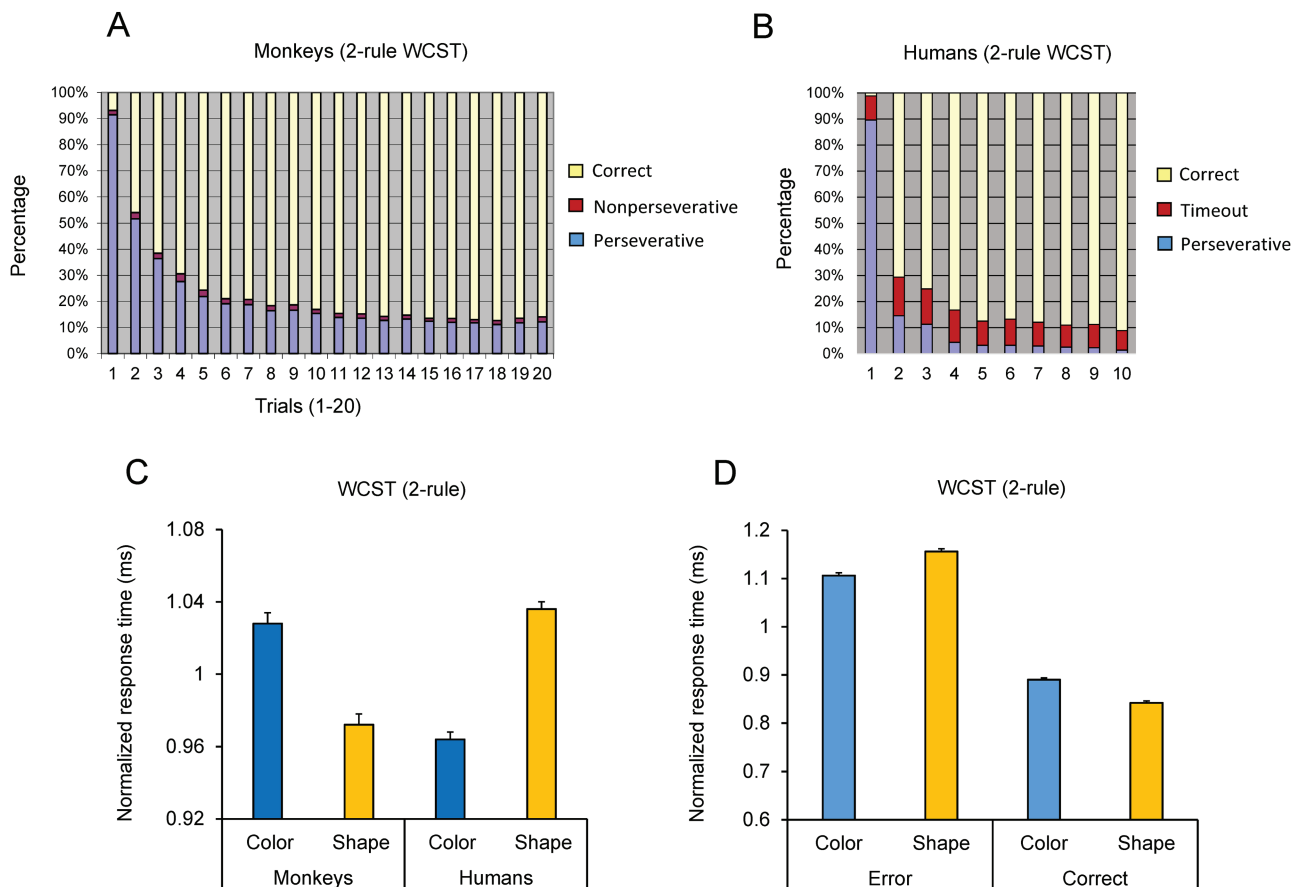 A
Monkeys (2-rule WCST)
Percentage
100%
90%
80%
70%
60%
50%
40%
30%
20%
10%
0%
1 2 3 4 5 6 7 8 9 10 11 12 13 14 15 16 17 18 19 20
Trials (1-20)
Correct
Nonperseverative
Perseverative
B
Humans (2-rule WCST)
Percentage
100%
90%
80%
70%
60%
50%
40%
30%
20%
10%
0%
1 2 3 4 5 6 7 8 9 10
Correct
Timeout
Perseverative
C
WCST (2-rule)
Normalized response time (ms)
1.08
1.04
1
0.96
0.92
Color Shape Color Shape
Monkeys Humans
D
WCST (2-rule)
Normalized response time (ms)
1.2
1.1
1
0.9
0.8
0.7
0.6
Color Shape Color Shape
Error Correct